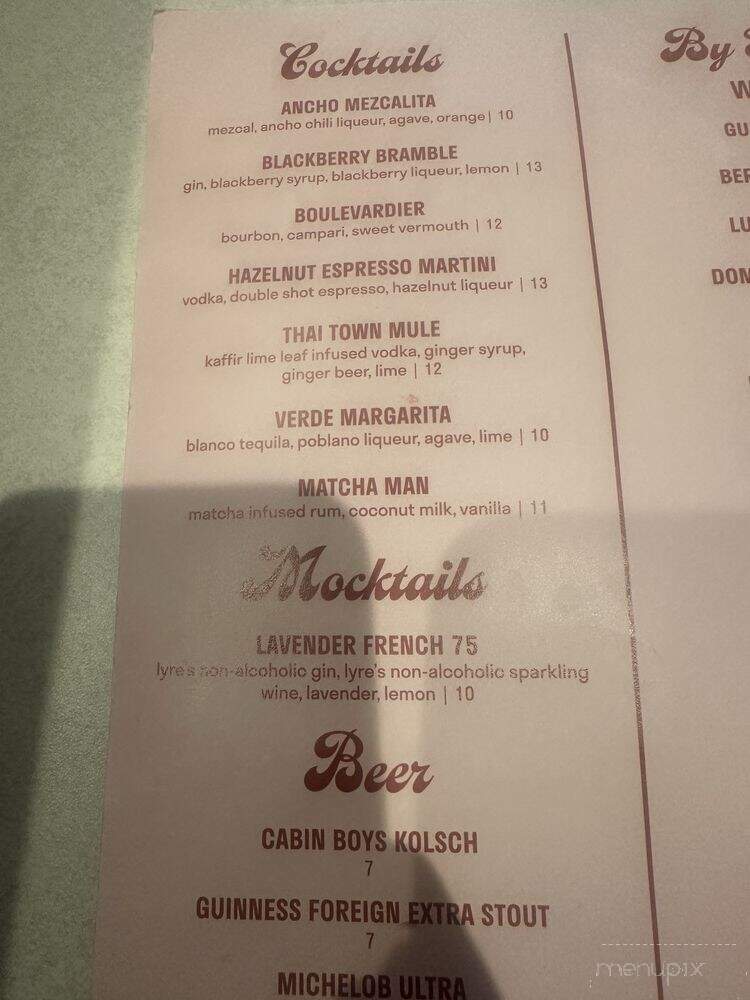 Cocktails
ANCHO MEZCALITA
mezcal, ancho chili liqueur, agave, orange | 10
BLACKBERRY BRAMBLE
gin, blackberry syrup, blackberry liqueur, lemon | 13
BOULEVARDIER
bourbon, campari, sweet vermouth | 12
HAZELNUT ESPRESSO MARTINI
vodka, double shot espresso, hazelnut liqueur | 13
THAI TOWN MULE
kaffir lime leaf infused vodka, ginger syrup,
ginger beer, lime | 12
VERDE MARGARITA
blanco tequila, poblano liqueur, agave, lime | 10
MATCHA MAN
matcha infused rum, coconut milk, vanilla | 11
Mocktails
LAVENDER FRENCH 75
lyre's non-alcoholic gin, lyre's non-alcoholic sparkling
wine, lavender, lemon | 10
Beer
CABIN BOYS KOLSCH
7
GUINNESS FOREIGN EXTRA STOUT
7
MICHELOB ULTRA
By
GU
BER
LU
DON
menupix